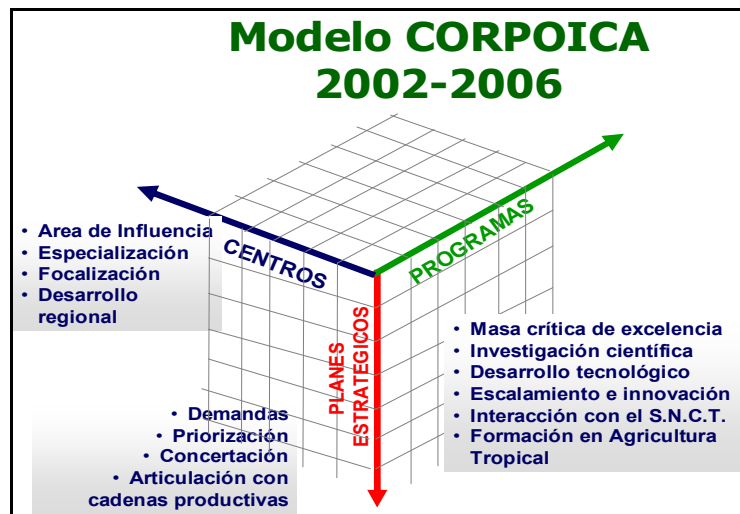 Modelo CORPOICA
2002-2006
• Area de Influencia
• Especialización
• Focalización
• Desarrollo
regional
CENTROS
PROGRAMAS
PLANES
ESTRATEGICOS
• Masa crítica de excelencia
• Investigación científica
• Desarrollo tecnológico
• Escalamiento e innovación
• Interacción con el S.N.C.T.
• Formación en Agricultura
Tropical
• Demandas
• Priorización
• Concertación
• Articulación con
cadenas productivas